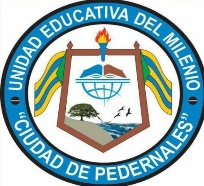 UNIDAD EDUCATIVA DEL MILENIO
"CIUDAD DE PEDERNALES"